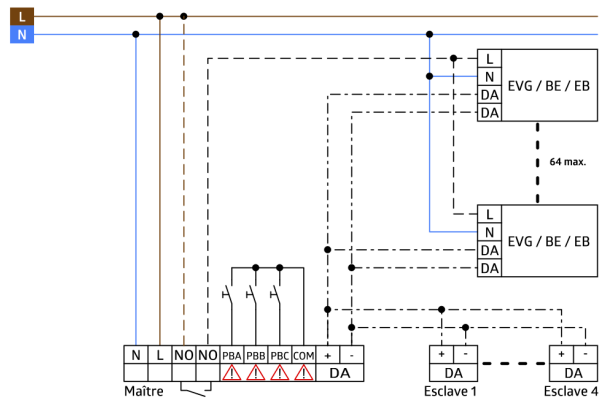 L
N
L
N
DA
DA
EVG / BE / EB
64 max.
L
N
DA
DA
EVG / BE / EB
N L NO NO PBA PBB PBC COM + -
DA
+ -
DA
+ -
DA
Maître
Esclave 1
Esclave 4